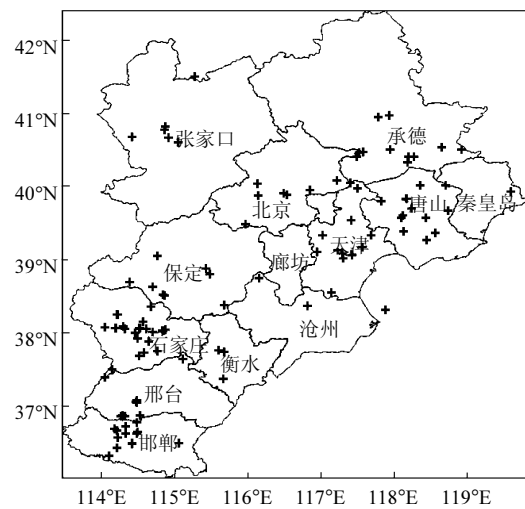 42°N
41°N
40°N
39°N
38°N
37°N
张家口
承德
北京
唐山
秦皇岛
天津
廊坊
保定
沧州
石家庄
衡水
邢台
邯郸
114°E 115°E 116°E 117°E 118°E 119°E